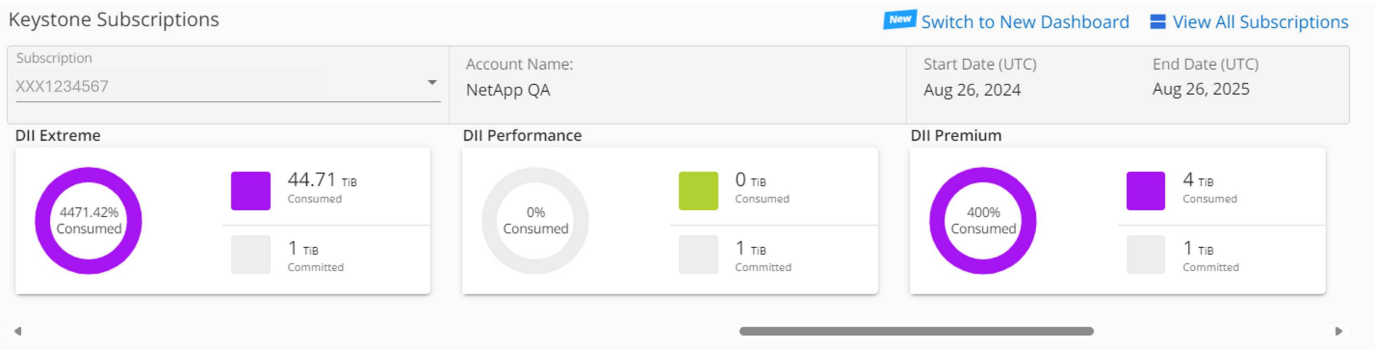 Keystone Subscriptions
New Switch to New Dashboard View All Subscriptions
Subscription
XXX1234567
Account Name:
NetApp QA
Start Date (UTC)
Aug 26, 2024
End Date (UTC)
Aug 26, 2025
DII Extreme
4471.42%
Consumed
44.71 TiB
Consumed
1 TiB
Committed
DII Performance
0%
Consumed
0 TiB
Consumed
1 TiB
Committed
DII Premium
400%
Consumed
4 TiB
Consumed
1 TiB
Committed